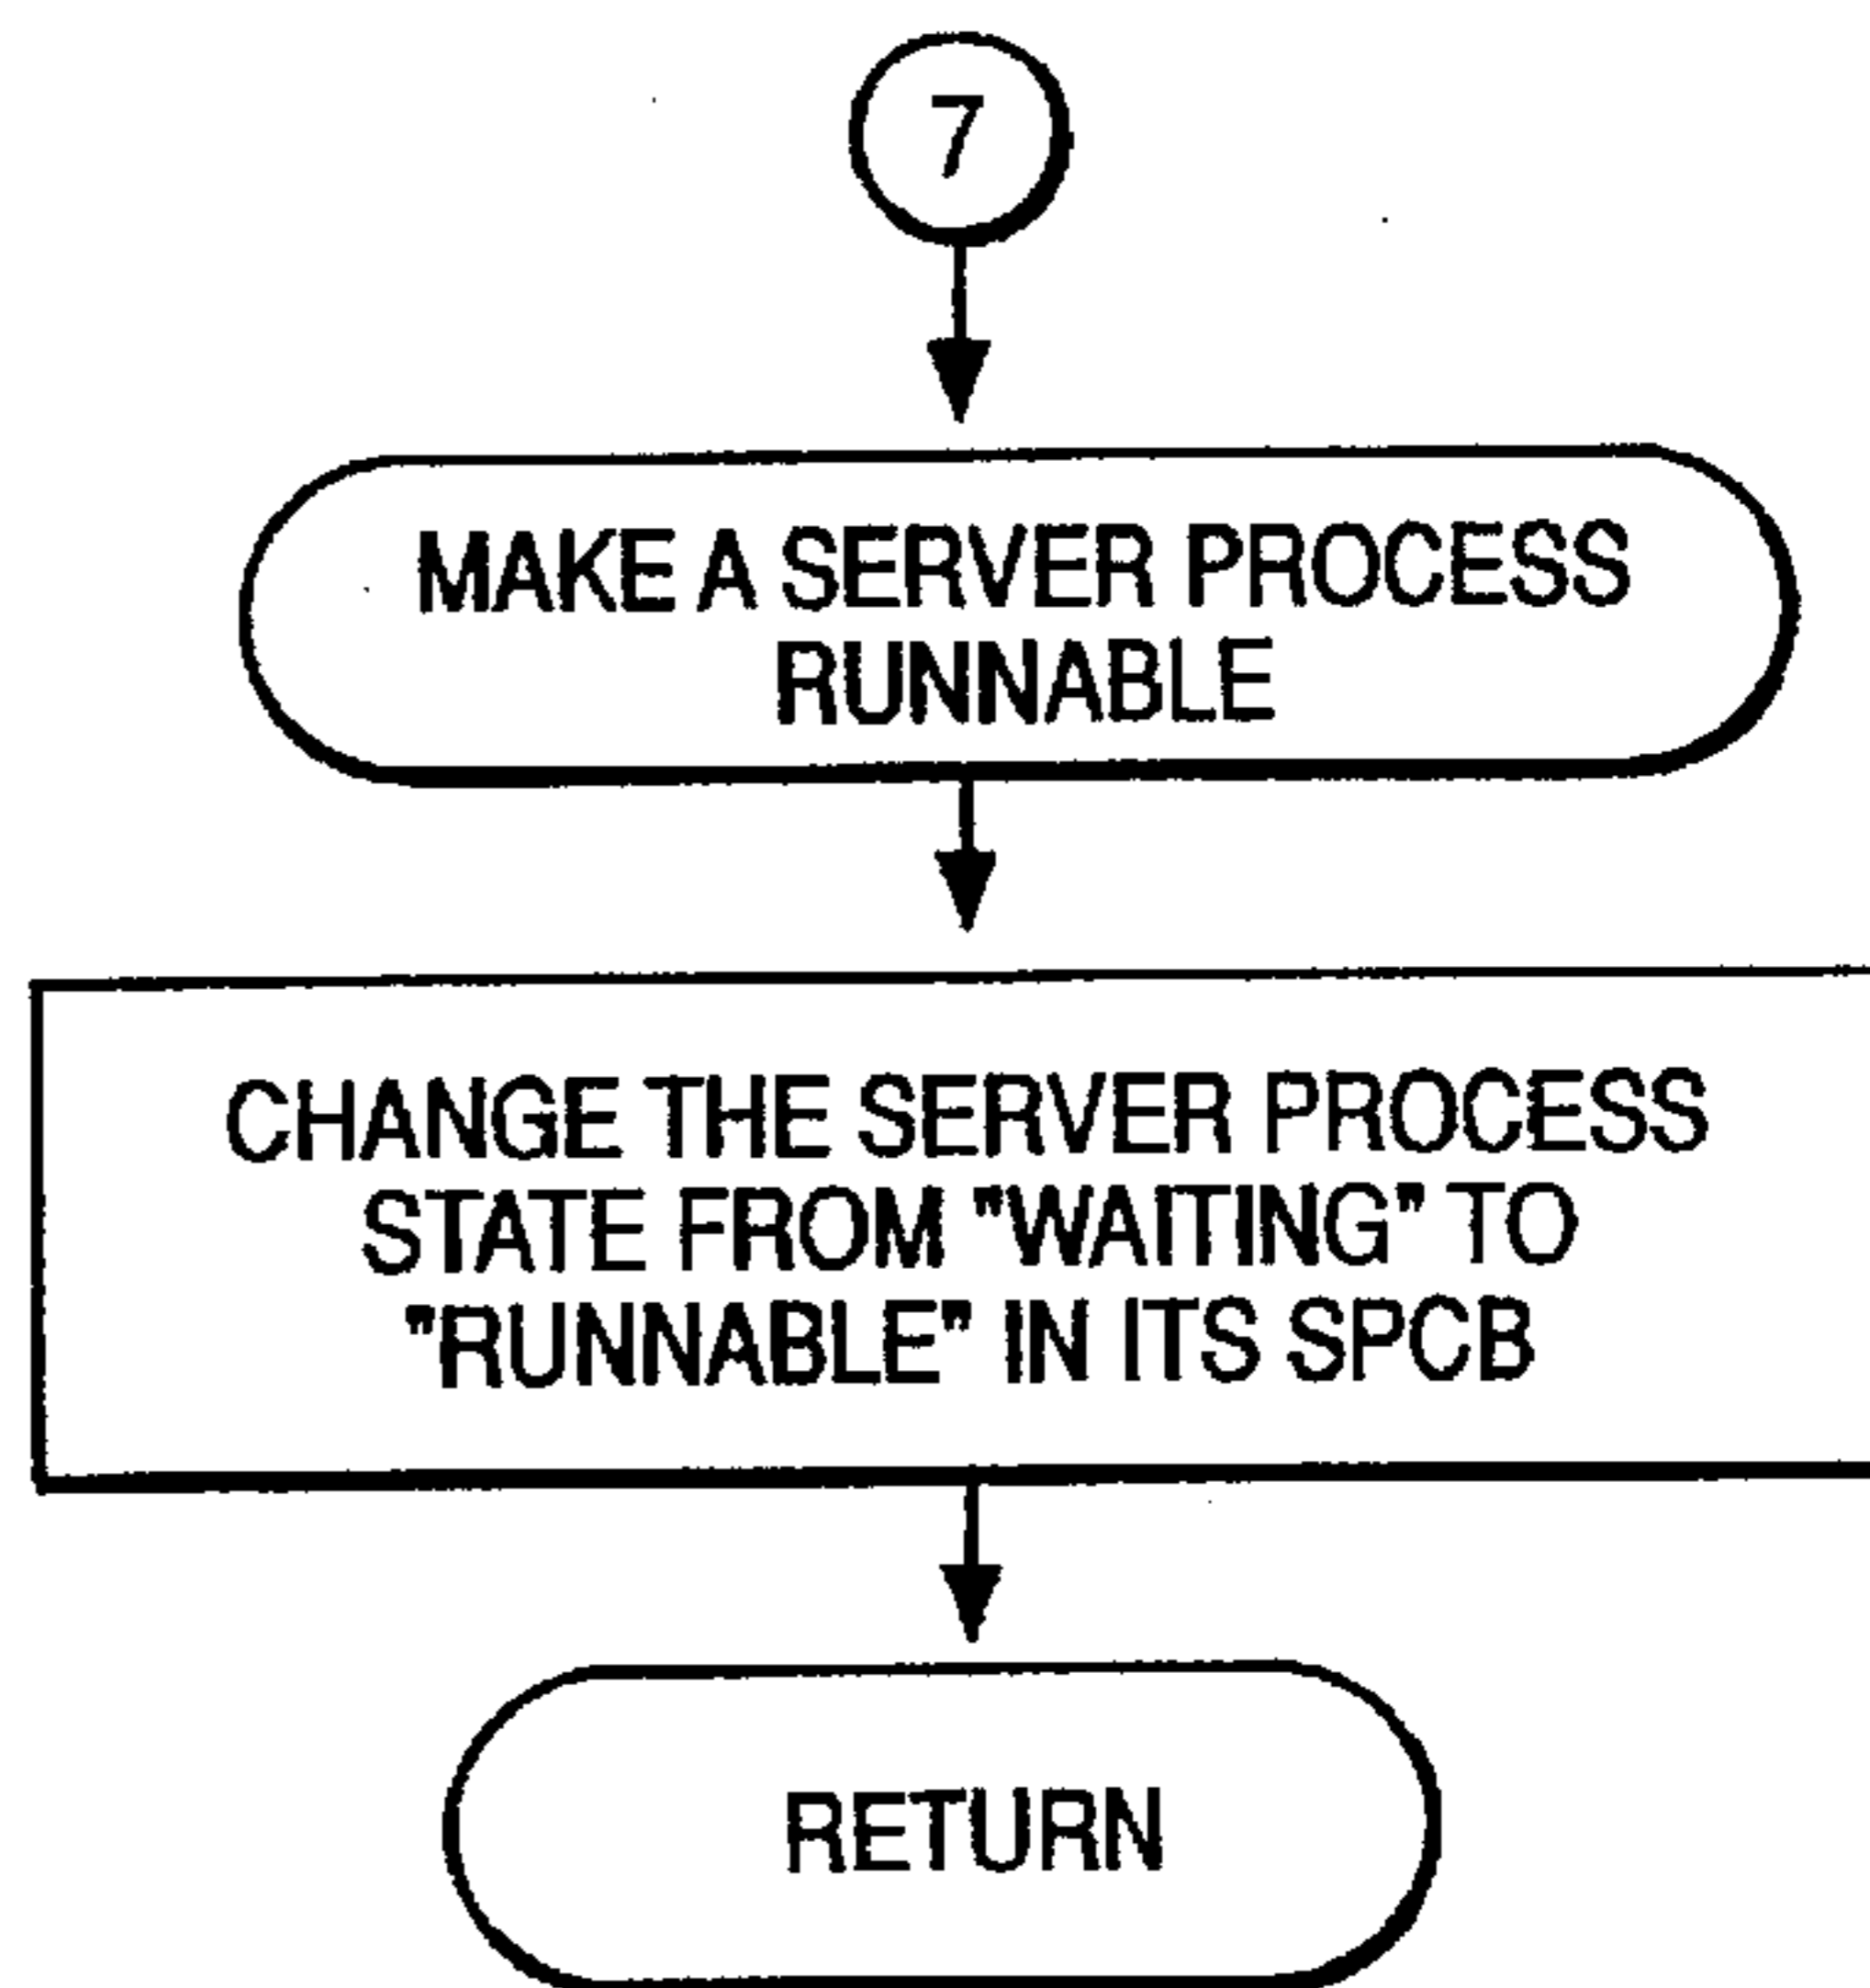 7
MAKE A SERVER PROCESS
RUNNABLE
CHANGE THE SERVER PROCESS
STATE FROM "WAITING" TO
"RUNNABLE" IN ITS SPCB
RETURN